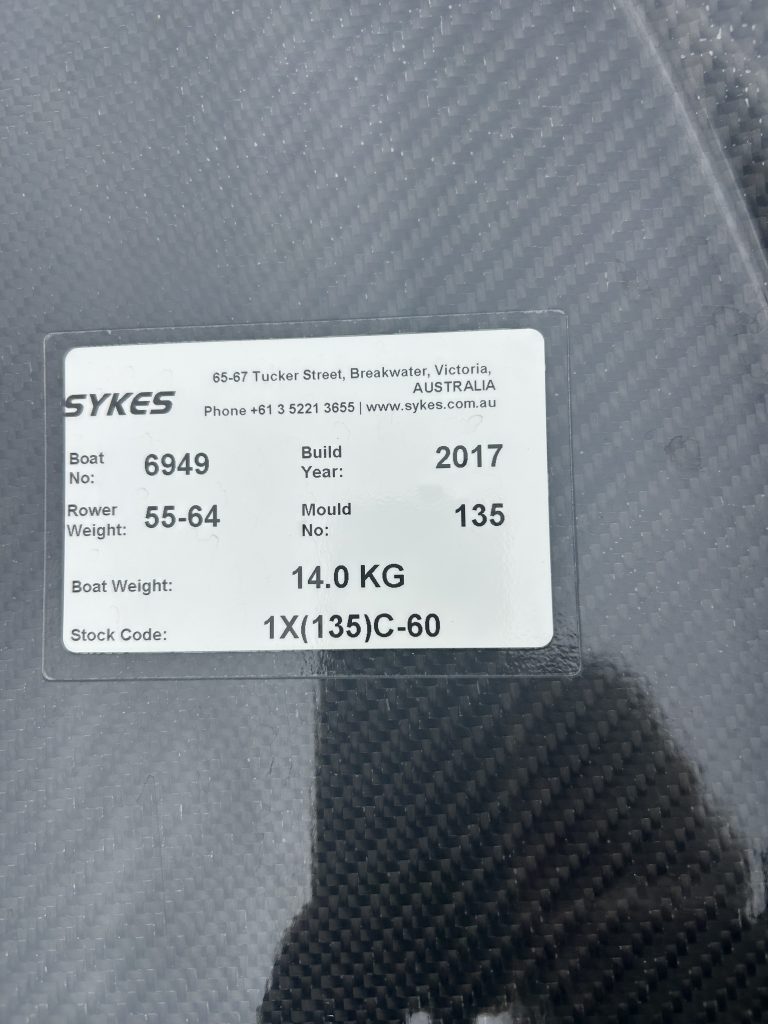 65-67 Tucker Street, Breakwater, Victoria,
AUSTRALIA
SYKES
Phone +61 3 5221 3655 | www.sykes.com.au
Boat No: 6949 Build Year: 2017
Rower Weight: 55-64 Mould No: 135
Boat Weight: 14.0 KG
Stock Code: 1X(135)C-60